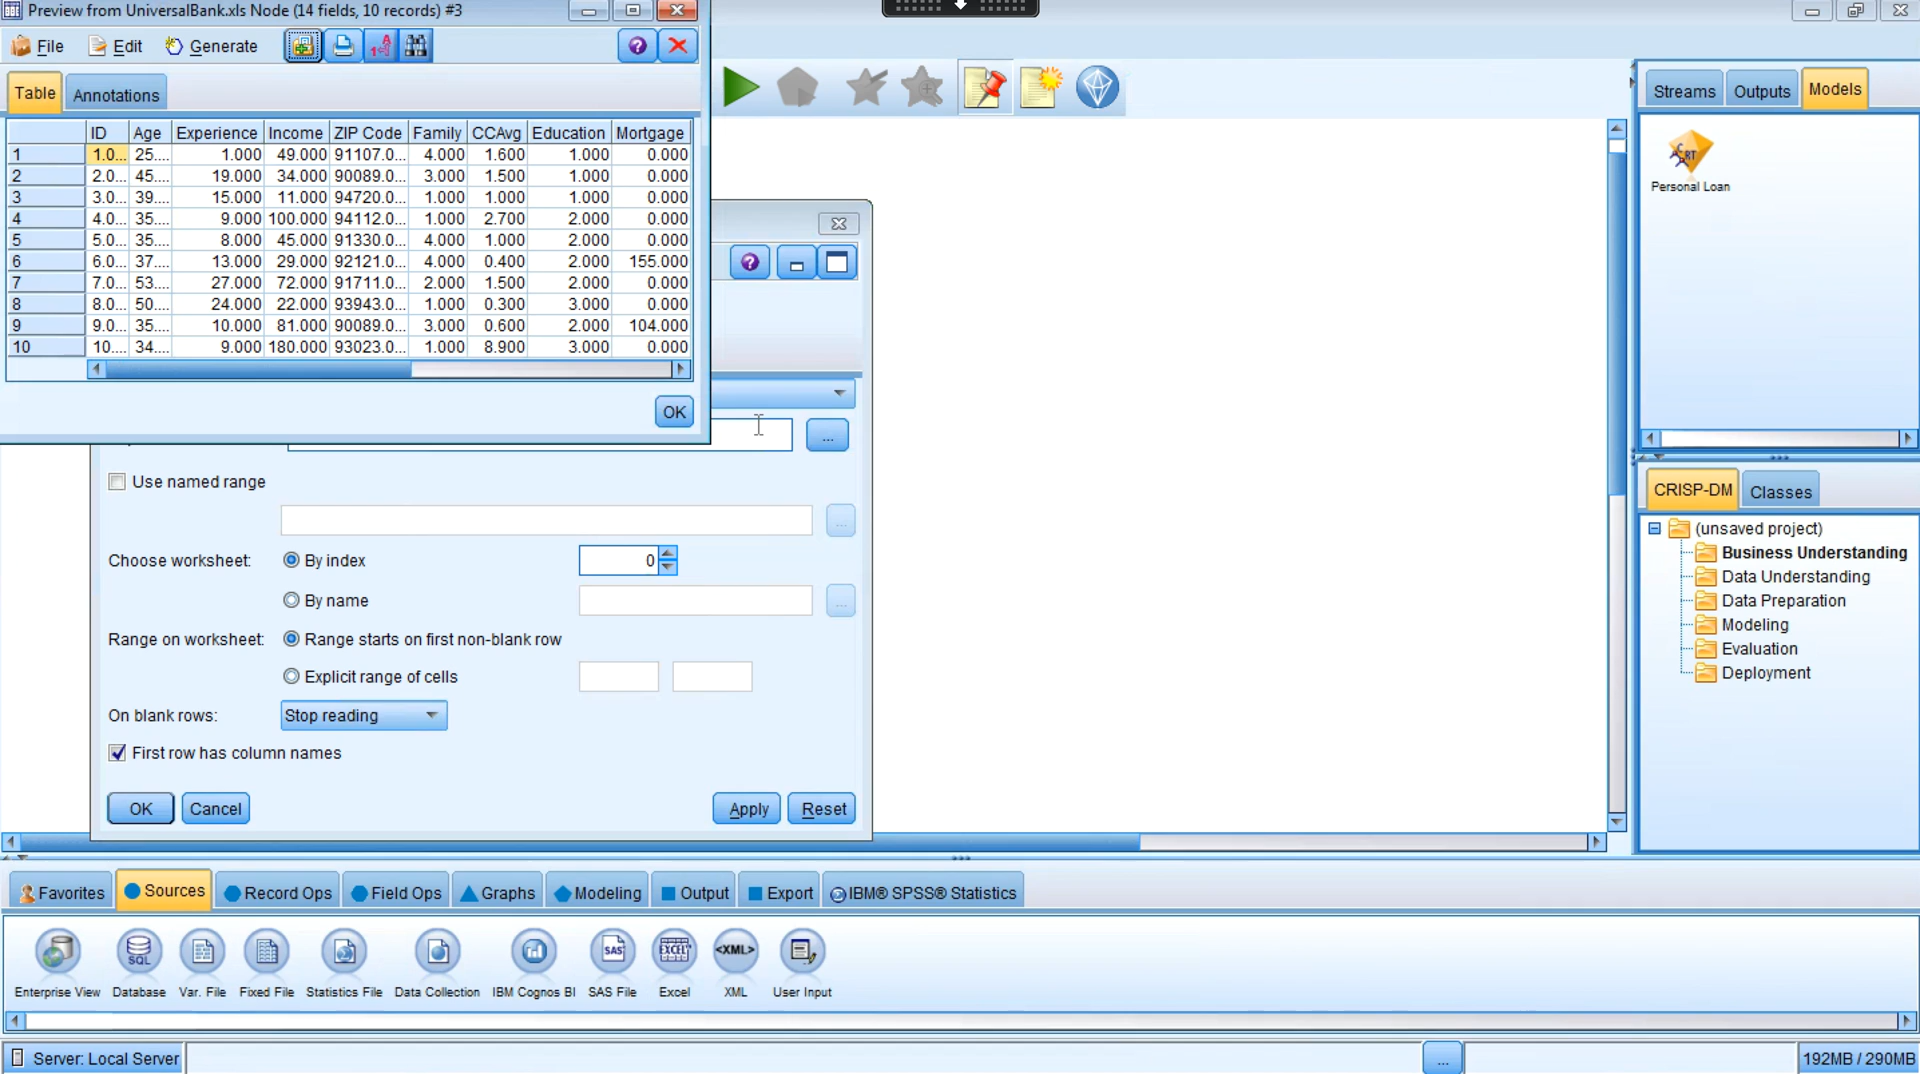 Preview from UniversalBank.xls Node (14 fields, 10 records) #3
File Edit Generate
Table Annotations
ID Age Experience Income ZIP Code Family CCAvg Education Mortgage
1 1.0... 25.... 1.000 49.000 91107.0... 4.000 1.600 1.000 0.000
2 2.0... 45.... 19.000 34.000 90089.0... 3.000 1.500 1.000 0.000
3 3.0... 39.... 15.000 11.000 94720.0... 1.000 1.000 1.000 0.000
4 4.0... 35.... 9.000 100.000 94112.0... 1.000 2.700 2.000 0.000
5 5.0... 35.... 8.000 45.000 91330.0... 4.000 1.000 2.000 0.000
6 6.0... 37.... 13.000 29.000 92121.0... 4.000 0.400 2.000 155.000
7 7.0... 53.... 27.000 72.000 91711.0... 2.000 1.500 2.000 0.000
8 8.0... 50.... 24.000 22.000 93943.0... 1.000 0.300 3.000 0.000
9 9.0... 35.... 10.000 81.000 90089.0... 3.000 0.600 2.000 104.000
10 10.... 34.... 9.000 180.000 93023.0... 1.000 8.900 3.000 0.000
OK
...
Use named range
...
Choose worksheet: By index 0
By name ...
Range on worksheet: Range starts on first non-blank row
Explicit range of cells
On blank rows: Stop reading
First row has column names
OK Cancel Apply Reset
Streams Outputs Models
Personal Loan
CRISP-DM Classes
(unsaved project)
Business Understanding
Data Understanding
Data Preparation
Modeling
Evaluation
Deployment
Favorites Sources Record Ops Field Ops Graphs Modeling Output Export IBM® SPSS® Statistics
SQL SAS EXCEL <XML>
Enterprise View Database Var. File Fixed File Statistics File Data Collection IBM Cognos BI SAS File Excel XML User Input
Server: Local Server ... 192MB / 290MB